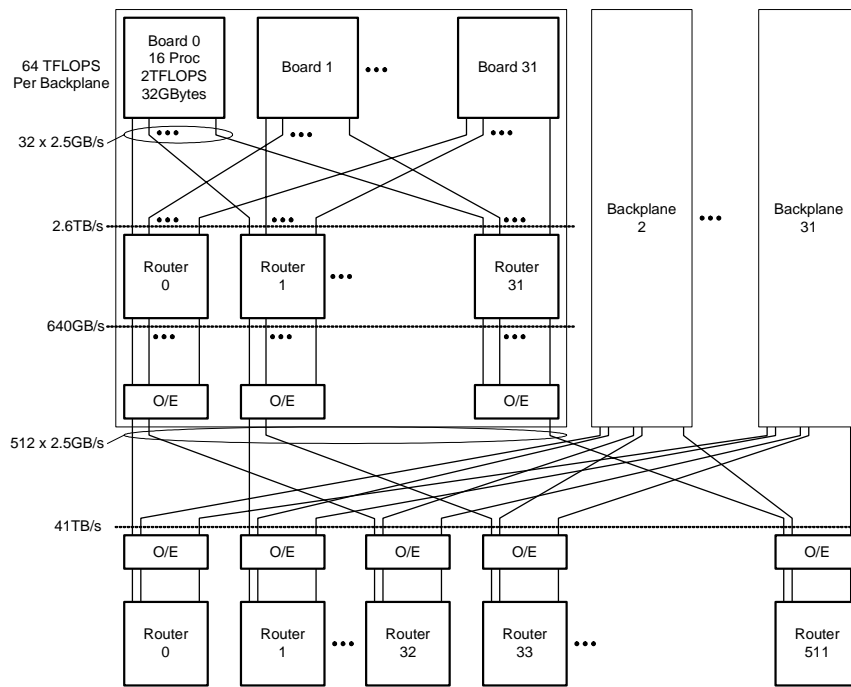 Board 0
16 Proc
2TFLOPS
32GBytes
Board 1
Board 31
64 TFLOPS
Per Backplane
32 x 2.5GB/s
2.6TB/s
Router
0
Router
1
Router
31
640GB/s
O/E
O/E
O/E
Backplane
2
Backplane
31
512 x 2.5GB/s
41TB/s
O/E
O/E
O/E
O/E
O/E
Router
0
Router
1
Router
32
Router
33
Router
511